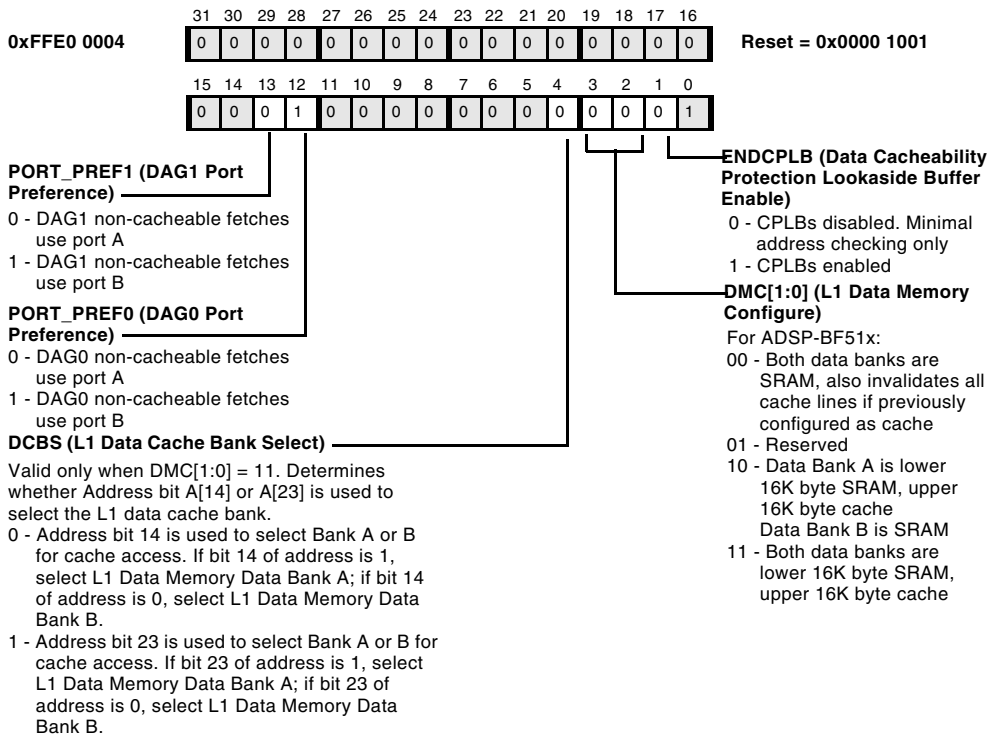 31 30 29 28 27 26 25 24 23 22 21 20 19 18 17 16
0xFFE0 0004
0 0 0 0 0 0 0 0 0 0 0 0 0 0 0 0
Reset = 0x0000 1001
15 14 13 12 11 10 9 8 7 6 5 4 3 2 1 0
0 0 0 1 0 0 0 0 0 0 0 0 0 0 0 1
PORT_PREF1 (DAG1 Port
Preference)
0 - DAG1 non-cacheable fetches
use port A
1 - DAG1 non-cacheable fetches
use port B
PORT_PREF0 (DAG0 Port
Preference)
0 - DAG0 non-cacheable fetches
use port A
1 - DAG0 non-cacheable fetches
use port B
DCBS (L1 Data Cache Bank Select)
Valid only when DMC[1:0] = 11. Determines
whether Address bit A[14] or A[23] is used to
select the L1 data cache bank.
0 - Address bit 14 is used to select Bank A or B
for cache access. If bit 14 of address is 1,
select L1 Data Memory Data Bank A; if bit 14
of address is 0, select L1 Data Memory Data
Bank B.
1 - Address bit 23 is used to select Bank A or B for
cache access. If bit 23 of address is 1, select
L1 Data Memory Data Bank A; if bit 23 of
address is 0, select L1 Data Memory Data
Bank B.
ENDCPLB (Data Cacheability
Protection Lookaside Buffer
Enable)
0 - CPLBs disabled. Minimal
address checking only
1 - CPLBs enabled
DMC[1:0] (L1 Data Memory
Configure)
For ADSP-BF51x:
00 - Both data banks are
SRAM, also invalidates all
cache lines if previously
configured as cache
01 - Reserved
10 - Data Bank A is lower
16K byte SRAM, upper
16K byte cache
Data Bank B is SRAM
11 - Both data banks are
lower 16K byte SRAM,
upper 16K byte cache